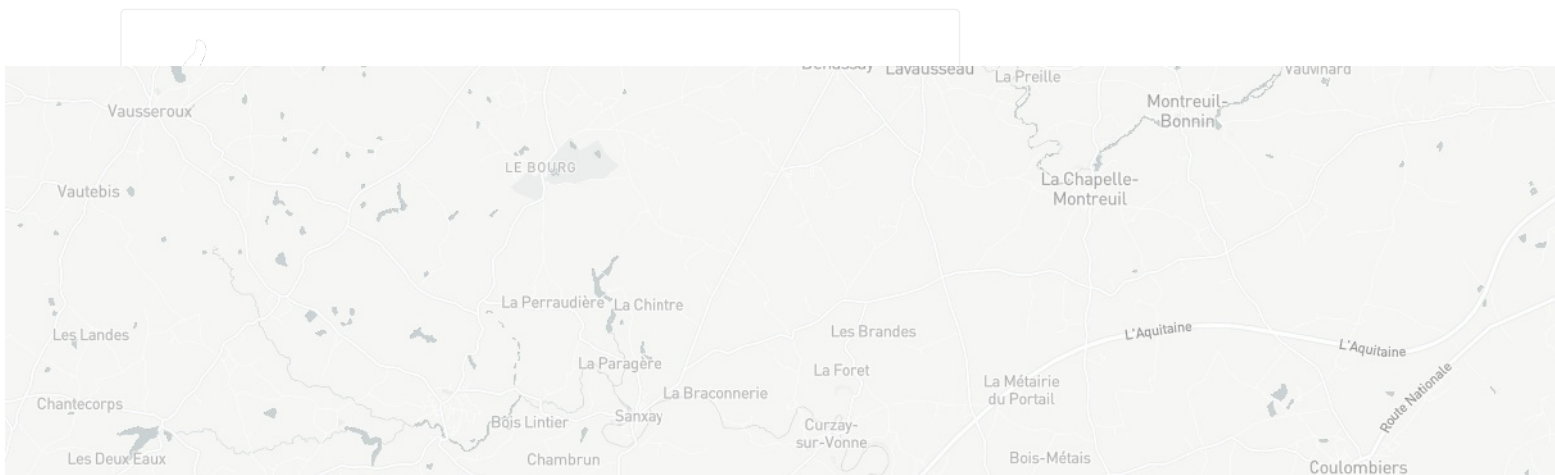 Benassay
Lavausseau
La Preille
Vauvinard
Vausseroux
Montreuil-
Bonnin
LE BOURG
Vautebis
La Chapelle-
Montreuil
La Perraudière
La Chintre
Les Landes
Les Brandes
L'Aquitaine
L'Aquitaine
La Paragère
La Foret
La Métairie
du Portail
La Braconnerie
Route Nationale
Chantecorps
Sanxay
Bois Lintier
Curzay-
sur-Vonne
Les Deux Eaux
Chambrun
Bois-Métais
Coulombiers